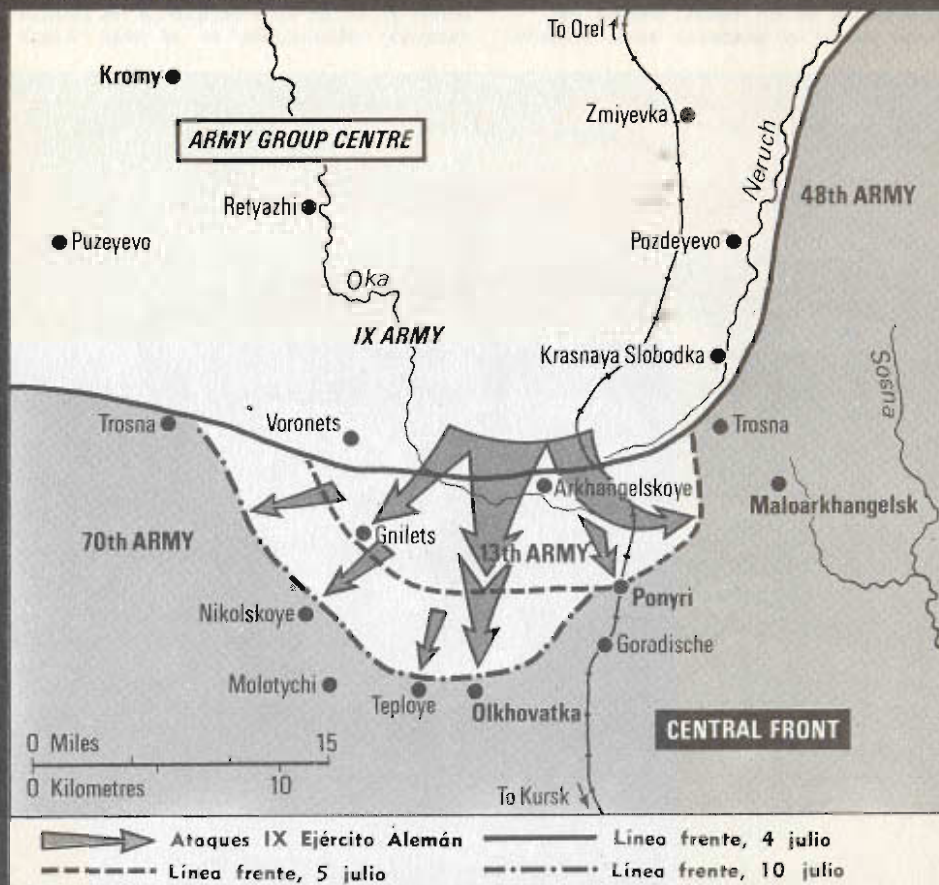 To Orel
Kromy
Zmiyevka
ARMY GROUP CENTRE
Neruch
48th ARMY
Retyazhi
Puzeyevo
Pozdeyevo
Oka
IX ARMY
Krasnaya Slobodka
Sosna
Trosna
Voronets
Trosna
Arkhangelskoye
Maloarkhangelsk
70th ARMY
Gnilets
13th ARMY
Ponyri
Nikolskoye
Goradische
Molotychi
Teploye
Olkhovatka
CENTRAL FRONT
0 Miles 15
0 Kilometres 10
To Kursk
Ataques IX Ejército Alemán
Línea frente, 4 julio
Línea frente, 5 julio
Línea frente, 10 julio